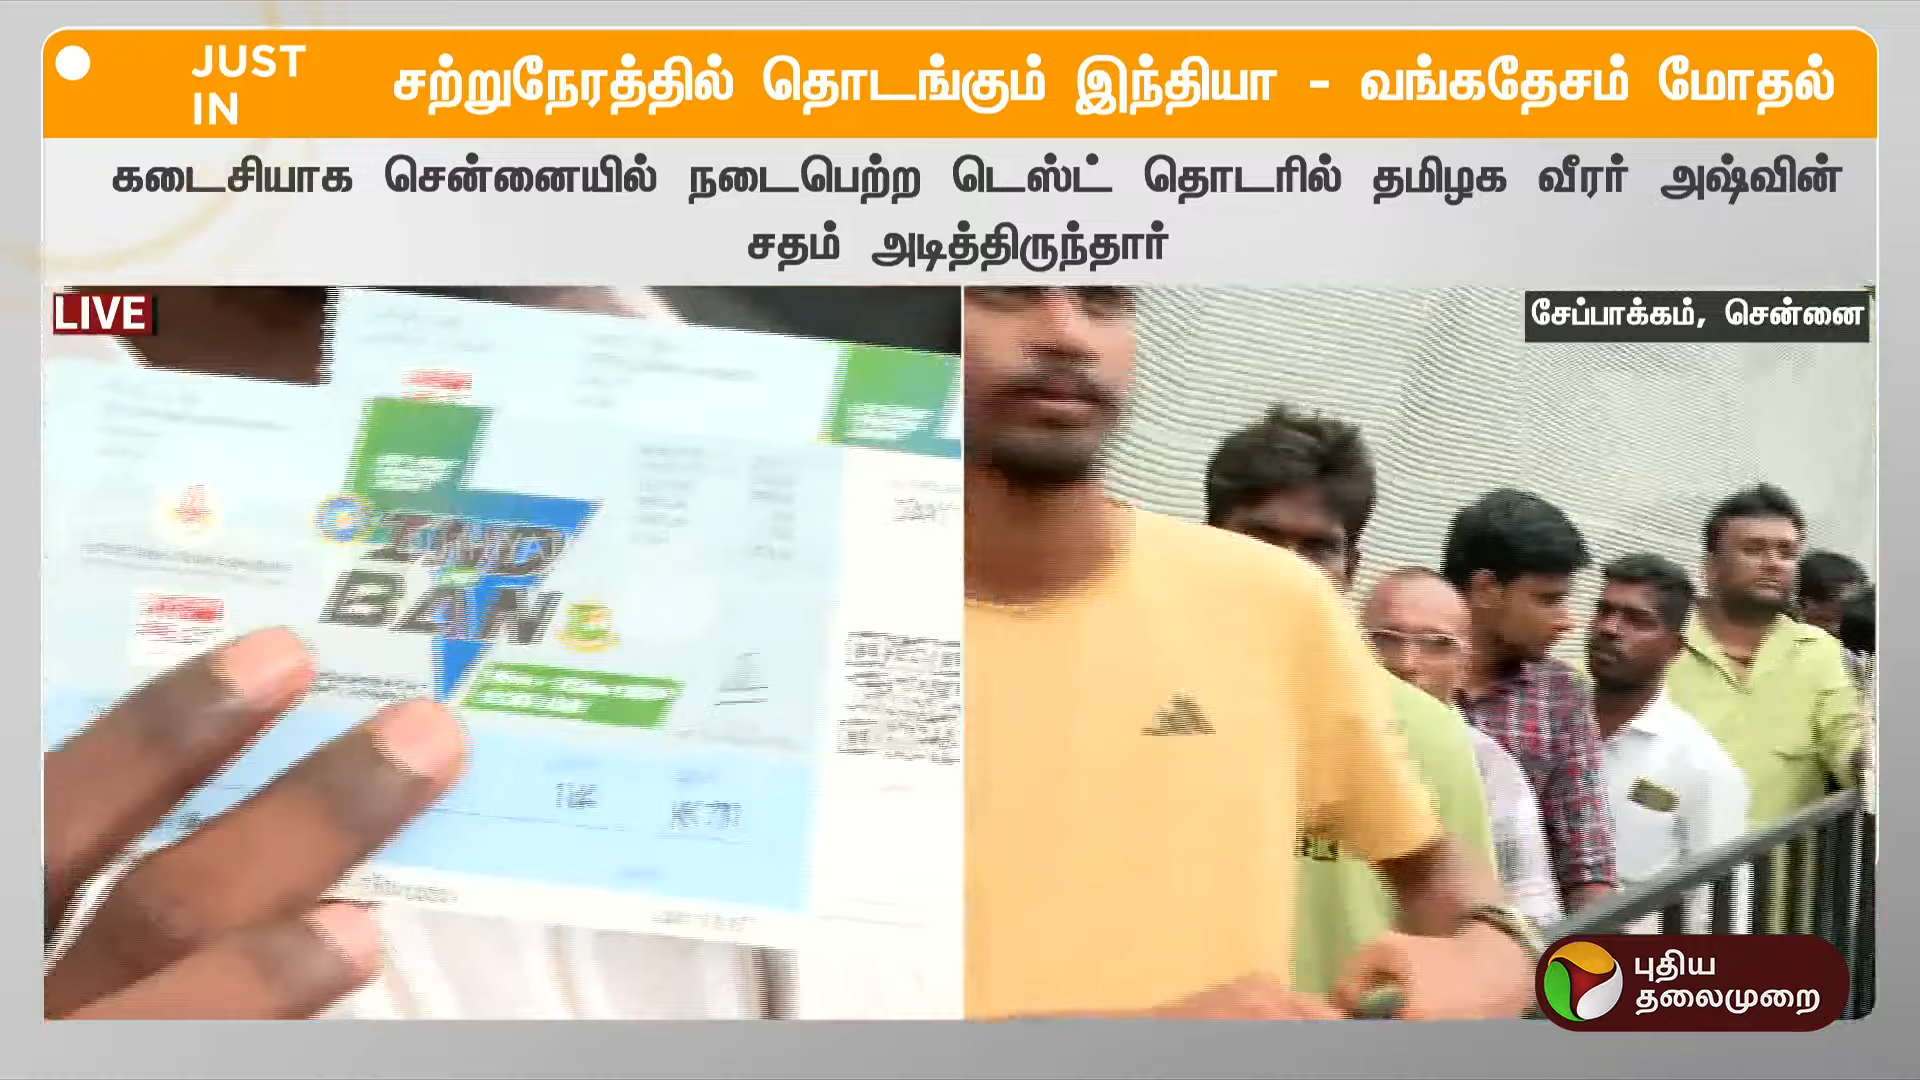 JUST
IN
சற்றுநேரத்தில் தொடங்கும் இந்தியா - வங்கதேசம் மோதல்
கடைசியாக சென்னையில் நடைபெற்ற டெஸ்ட் தொடரில் தமிழக வீரர் அஷ்வின்
சதம் அடித்திருந்தார்
LIVE
சேப்பாக்கம், சென்னை
BAN
புதிய
தலைமுறை